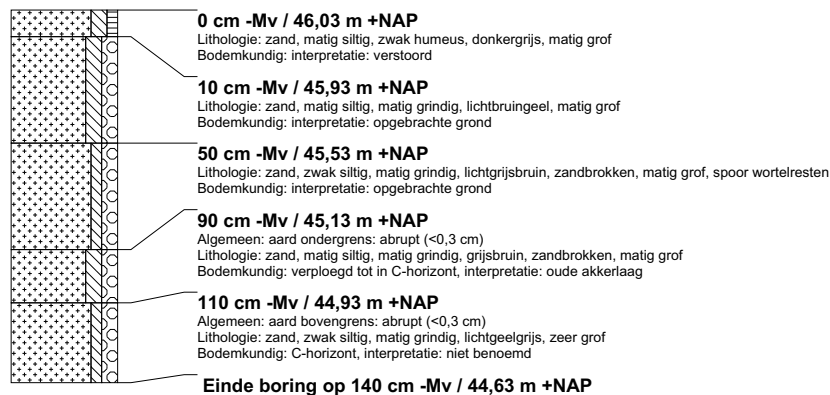 0 cm -Mv / 46,03 m +NAP
Lithologie: zand, matig siltig, zwak humeus, donkergrijs, matig grof
Bodemkundig: interpretatie: verstoord
10 cm -Mv / 45,93 m +NAP
Lithologie: zand, matig siltig, matig grindig, lichtbruingeel, matig grof
Bodemkundig: interpretatie: opgebrachte grond
50 cm -Mv / 45,53 m +NAP
Lithologie: zand, zwak siltig, matig grindig, lichtgrijsbruin, zandbrokken, matig grof, spoor wortelresten
Bodemkundig: interpretatie: opgebrachte grond
90 cm -Mv / 45,13 m +NAP
Algemeen: aard ondergrens: abrupt (<0,3 cm)
Lithologie: zand, matig siltig, matig grindig, grijsbruin, zandbrokken, matig grof
Bodemkundig: verploegd tot in C-horizont, interpretatie: oude akkerlaag
110 cm -Mv / 44,93 m +NAP
Algemeen: aard bovengrens: abrupt (<0,3 cm)
Lithologie: zand, zwak siltig, matig grindig, lichtgeelgrijs, zeer grof
Bodemkundig: C-horizont, interpretatie: niet benoemd
Einde boring op 140 cm -Mv / 44,63 m +NAP